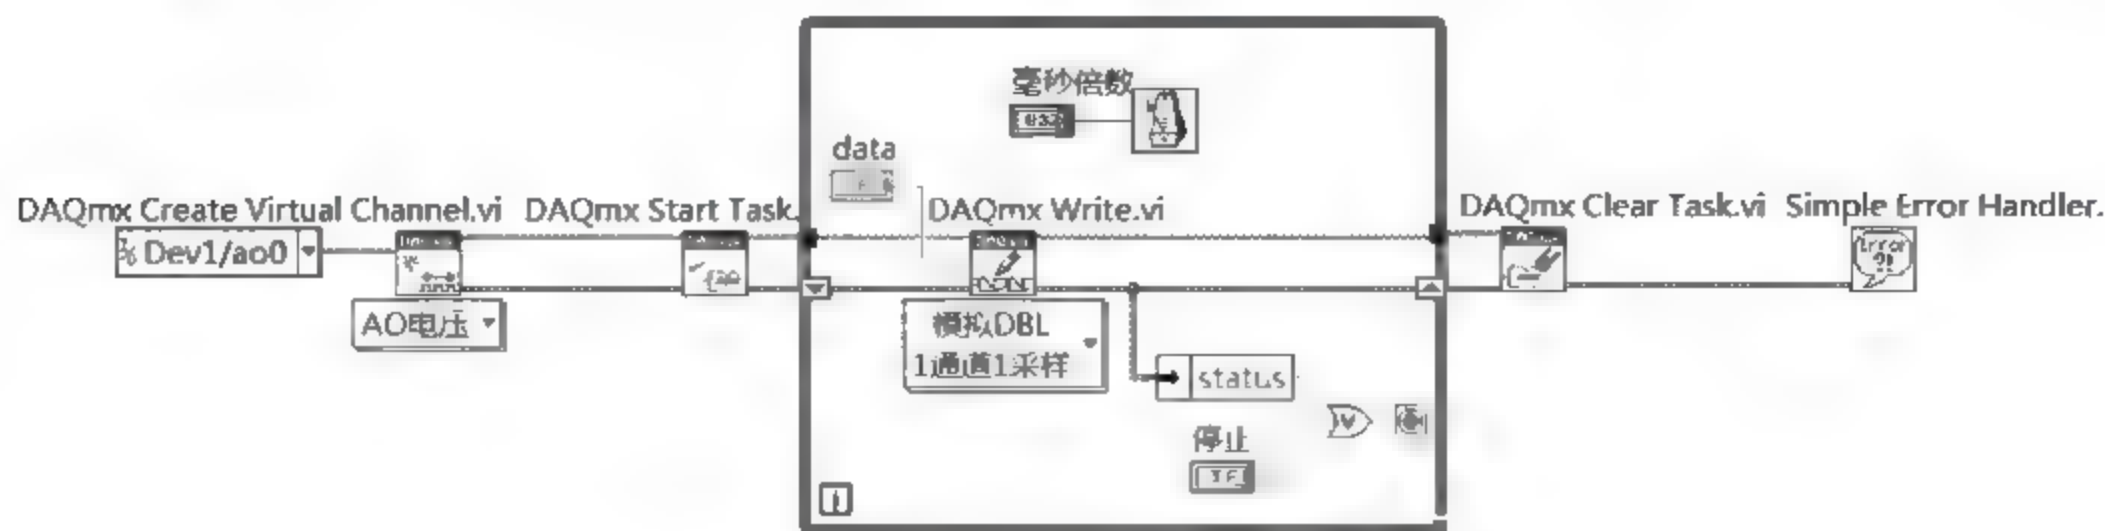 毫秒倍数
data
DAQmx Create Virtual Channel.vi
DAQmx Start Task.
DAQmx Write.vi
DAQmx Clear Task.vi
Simple Error Handler.
Dev1/ao0
Error
AO电压
模拟DBL
1通道1采样
status
停止
TF
i